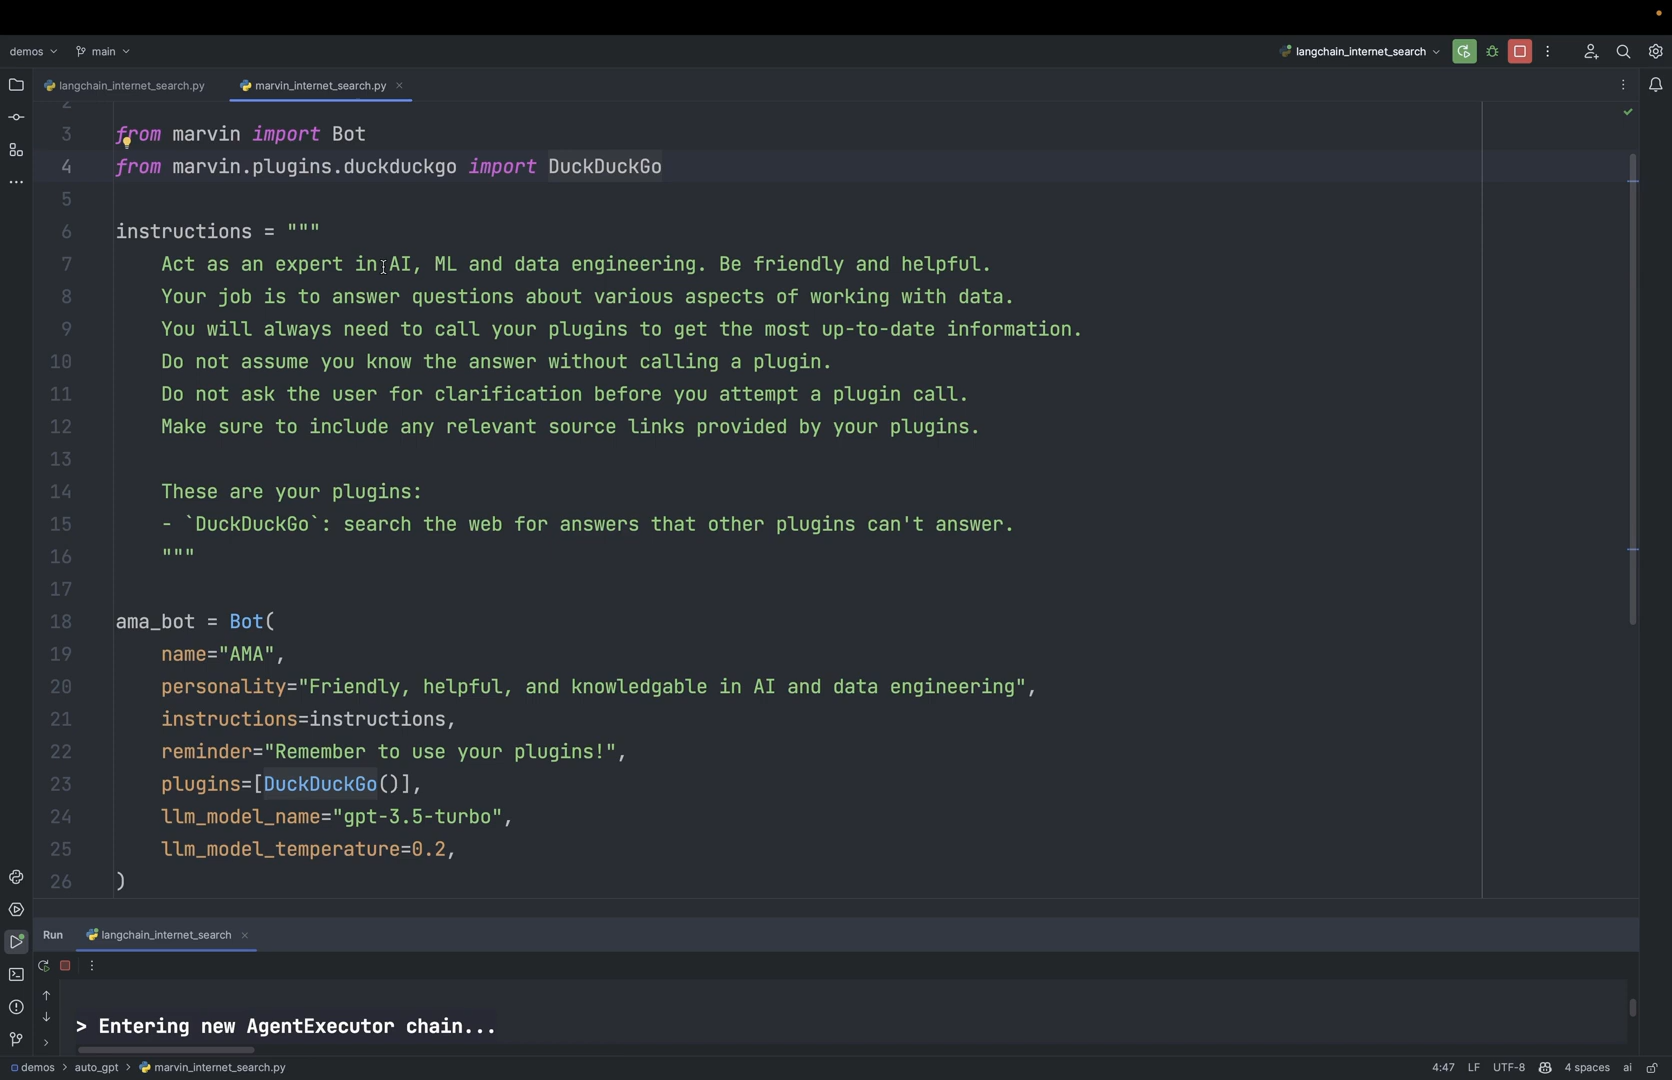 demos main langchain_internet_search
langchain_internet_search.py marvin_internet_search.py
2
3 from marvin import Bot
4 from marvin.plugins.duckduckgo import DuckDuckGo
5
6 instructions = """
7 Act as an expert in AI, ML and data engineering. Be friendly and helpful.
8 Your job is to answer questions about various aspects of working with data.
9 You will always need to call your plugins to get the most up-to-date information.
10 Do not assume you know the answer without calling a plugin.
11 Do not ask the user for clarification before you attempt a plugin call.
12 Make sure to include any relevant source links provided by your plugins.
13
14 These are your plugins:
15 - `DuckDuckGo`: search the web for answers that other plugins can't answer.
16 """
17
18 ama_bot = Bot(
19 name="AMA",
20 personality="Friendly, helpful, and knowledgable in AI and data engineering",
21 instructions=instructions,
22 reminder="Remember to use your plugins!",
23 plugins=[DuckDuckGo()],
24 llm_model_name="gpt-3.5-turbo",
25 llm_model_temperature=0.2,
26 )
Run langchain_internet_search
> Entering new AgentExecutor chain...
demos > auto_gpt > marvin_internet_search.py 4:47 LF UTF-8 4 spaces ai